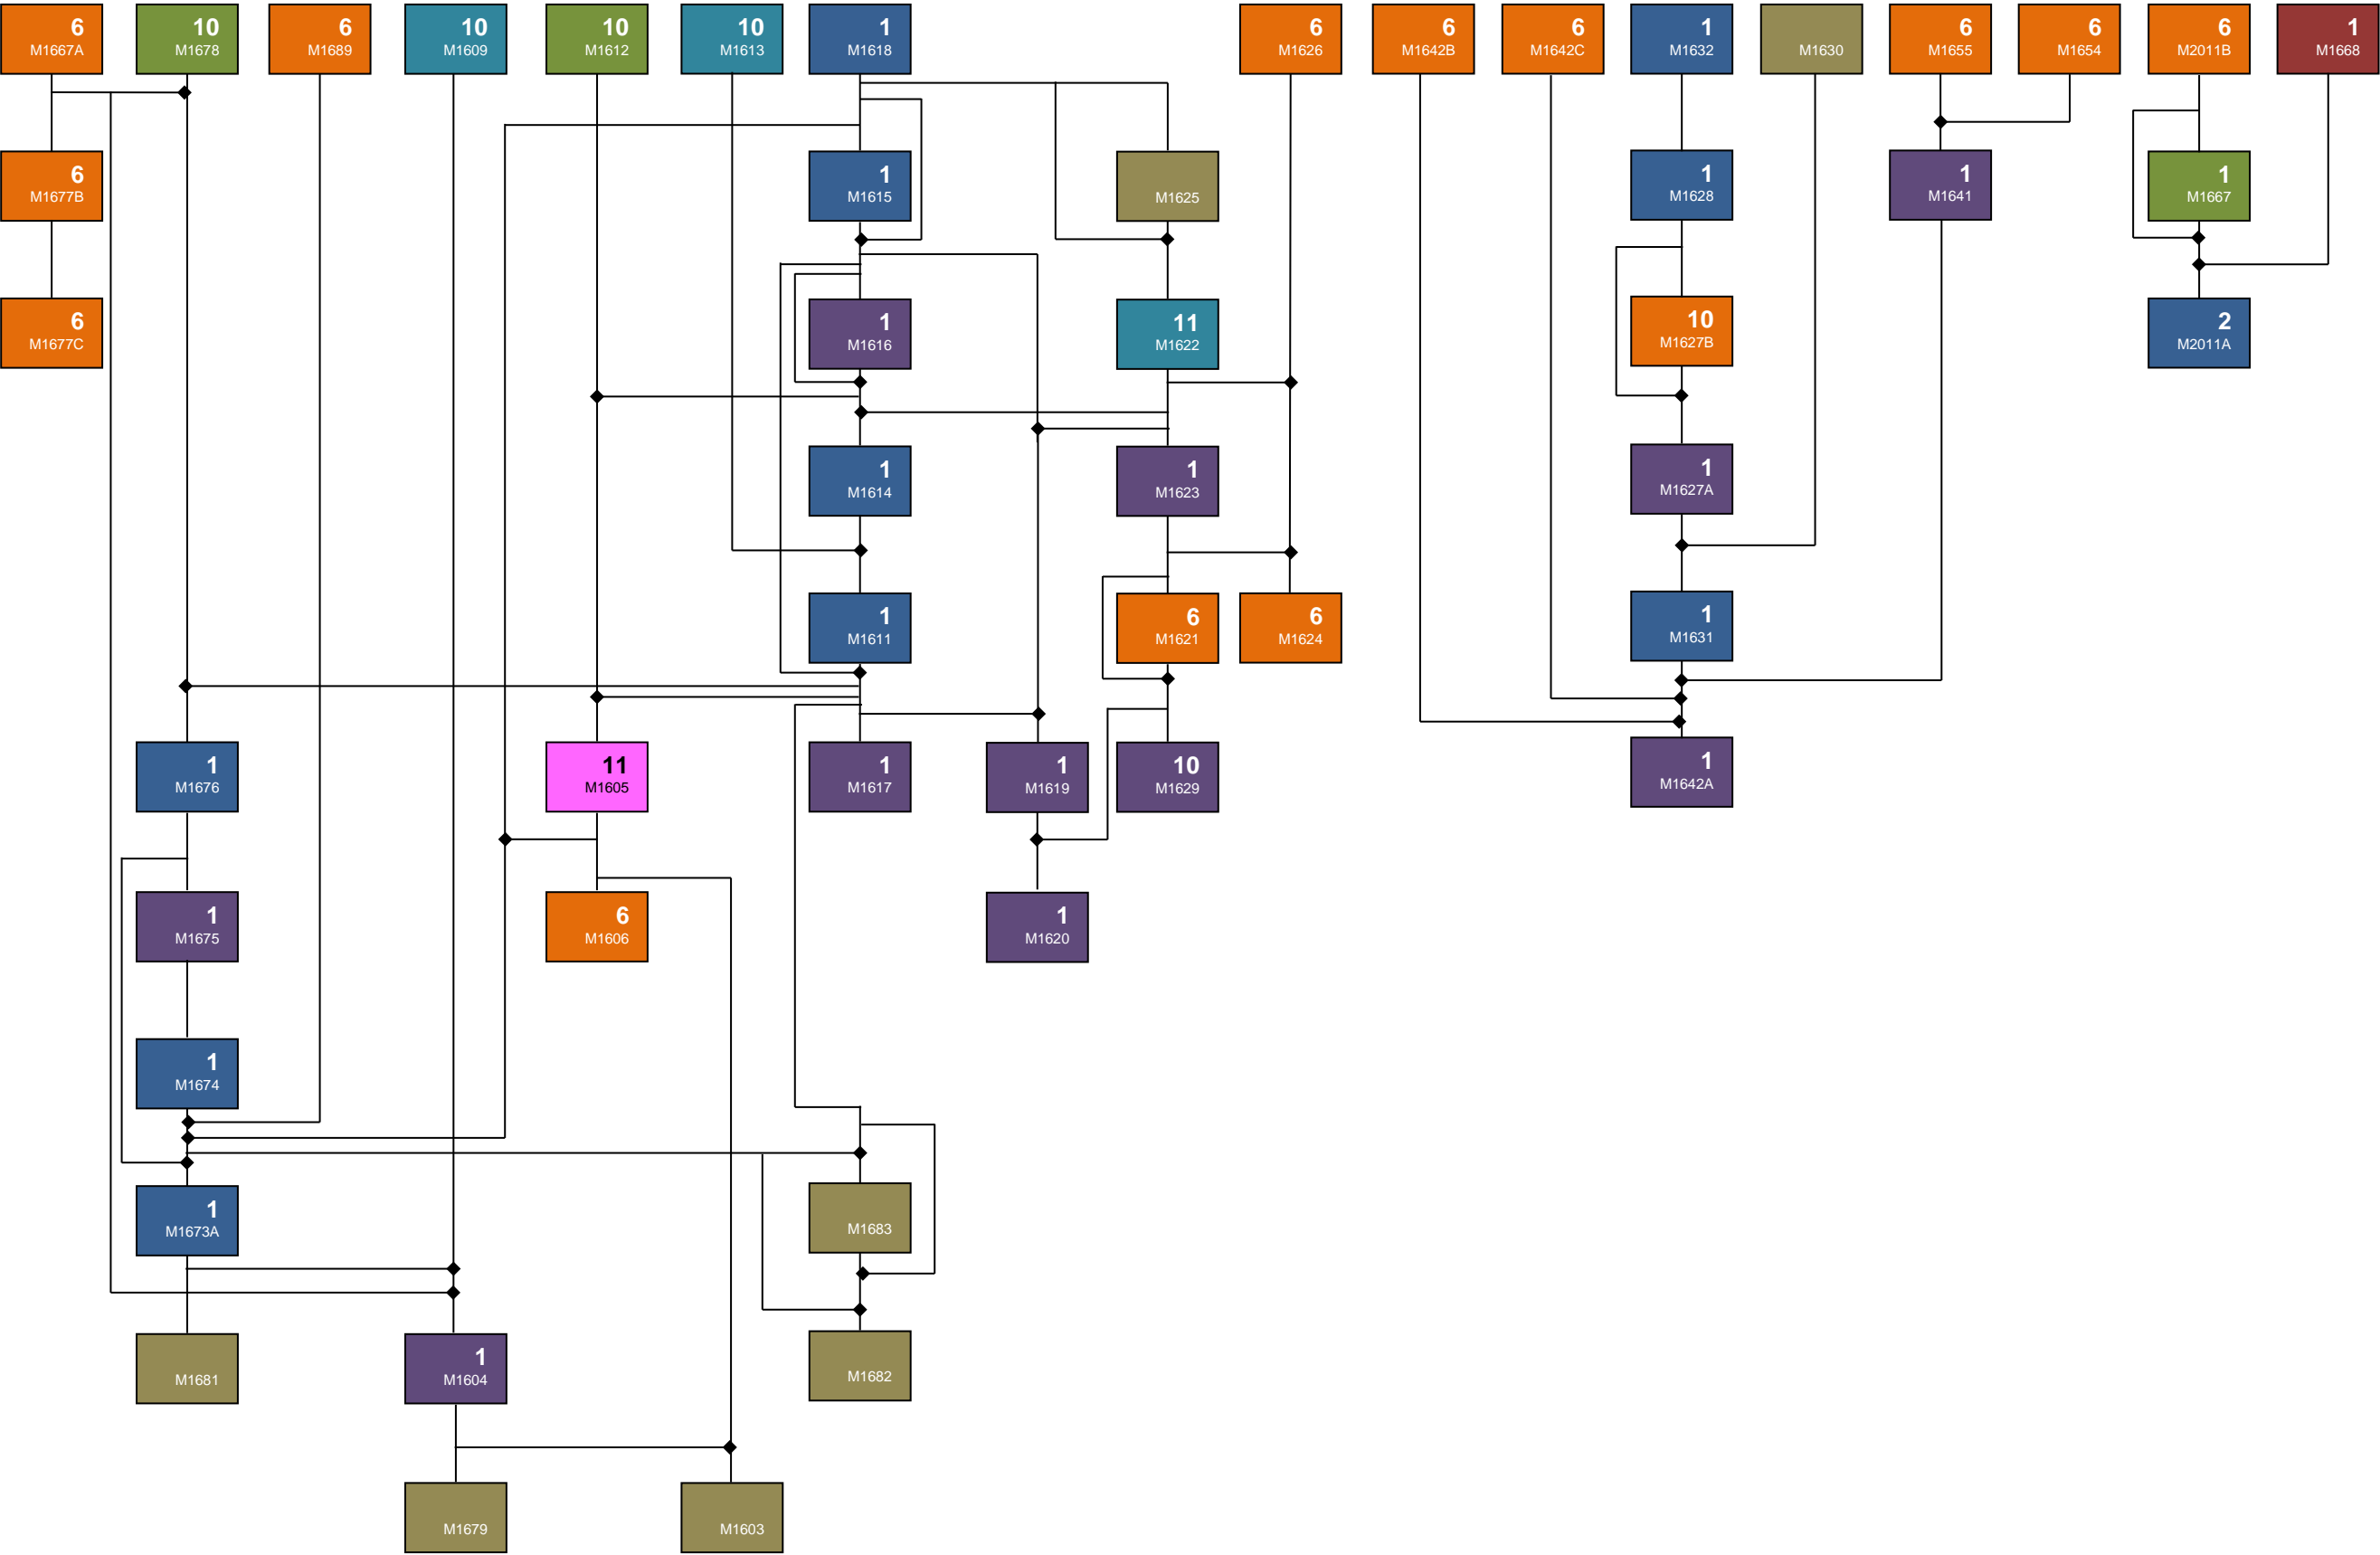 6
M1667A
10
M1678
6
M1689
10
M1609
10
M1612
10
M1613
1
M1618
6
M1626
6
M1642B
6
M1642C
1
M1632
M1630
6
M1655
6
M1654
6
M2011B
1
M1668
6
M1677B
1
M1615
M1625
1
M1628
1
M1641
1
M1667
6
M1677C
1
M1616
11
M1622
10
M1627B
2
M2011A
1
M1614
1
M1623
1
M1627A
1
M1611
6
M1621
6
M1624
1
M1631
1
M1676
11
M1605
1
M1617
1
M1619
10
M1629
1
M1642A
1
M1675
6
M1606
1
M1620
1
M1674
1
M1673A
M1683
M1681
1
M1604
M1682
M1679
M1603